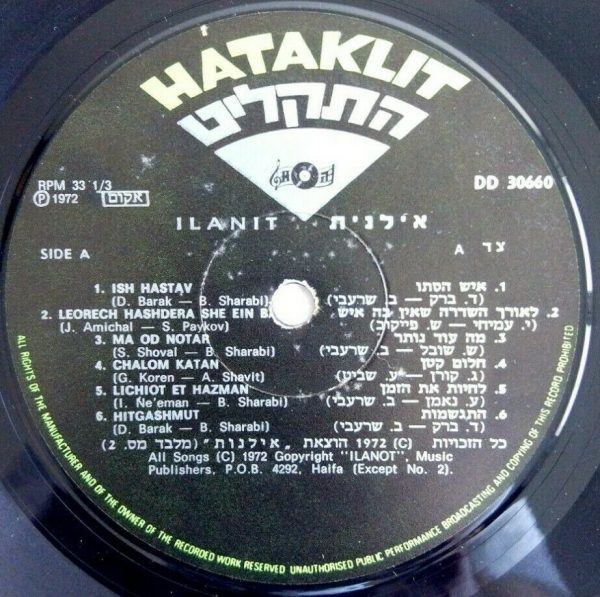 HATAKLIT
התקליט
RPM 33 1/3
Ⓟ 1972 אקום
DD 30660
ILANIT אילנית
SIDE A
צד A
1. ISH HASTAV
(D. Barak – B. Sharabi)
2. LEORECH HASHDERA SHE EIN
(J. Amichal – S. Paykov)
3. MA OD NOTAR
(S. Shoval – B. Sharabi)
4. CHALOM KATAN
(G. Koren – A. Shavit)
5. LICHIOT ET HAZMAN
(I. Ne'eman – B. Sharabi)
6. HITGASHMUT
(D. Barak – B. Sharabi)
1. איש הסתו
(ד. ברק – ב. שרעבי)
2. לאורך השדרה שאין בה איש
(י. עמיחי – ש. פייקוב)
3. מה עוד נותר
(ש. שובל – ב. שרעבי)
4. חלום קטן
(ג. קורן – ע. שביט)
5. לחיות את הזמן
(ע. נאמן – ב. שרעבי)
6. התגשמות
(ד. ברק – ב. שרעבי)
כל הזכויות (C) 1972 הוצאת „אילנות" (מלבד מס. 2)
All Songs (C) 1972 Gopyright "ILANOT", Music
Publishers, P.O.B. 4292, Haifa (Except No. 2).
ALL RIGHTS OF THE MANUFACTURER AND OF THE OWNER OF THE RECORDED WORK RESERVED UNAUTHORISED PUBLIC PERFORMANCE BROADCASTING AND COPYING OF THIS RECORD PROHIBITED